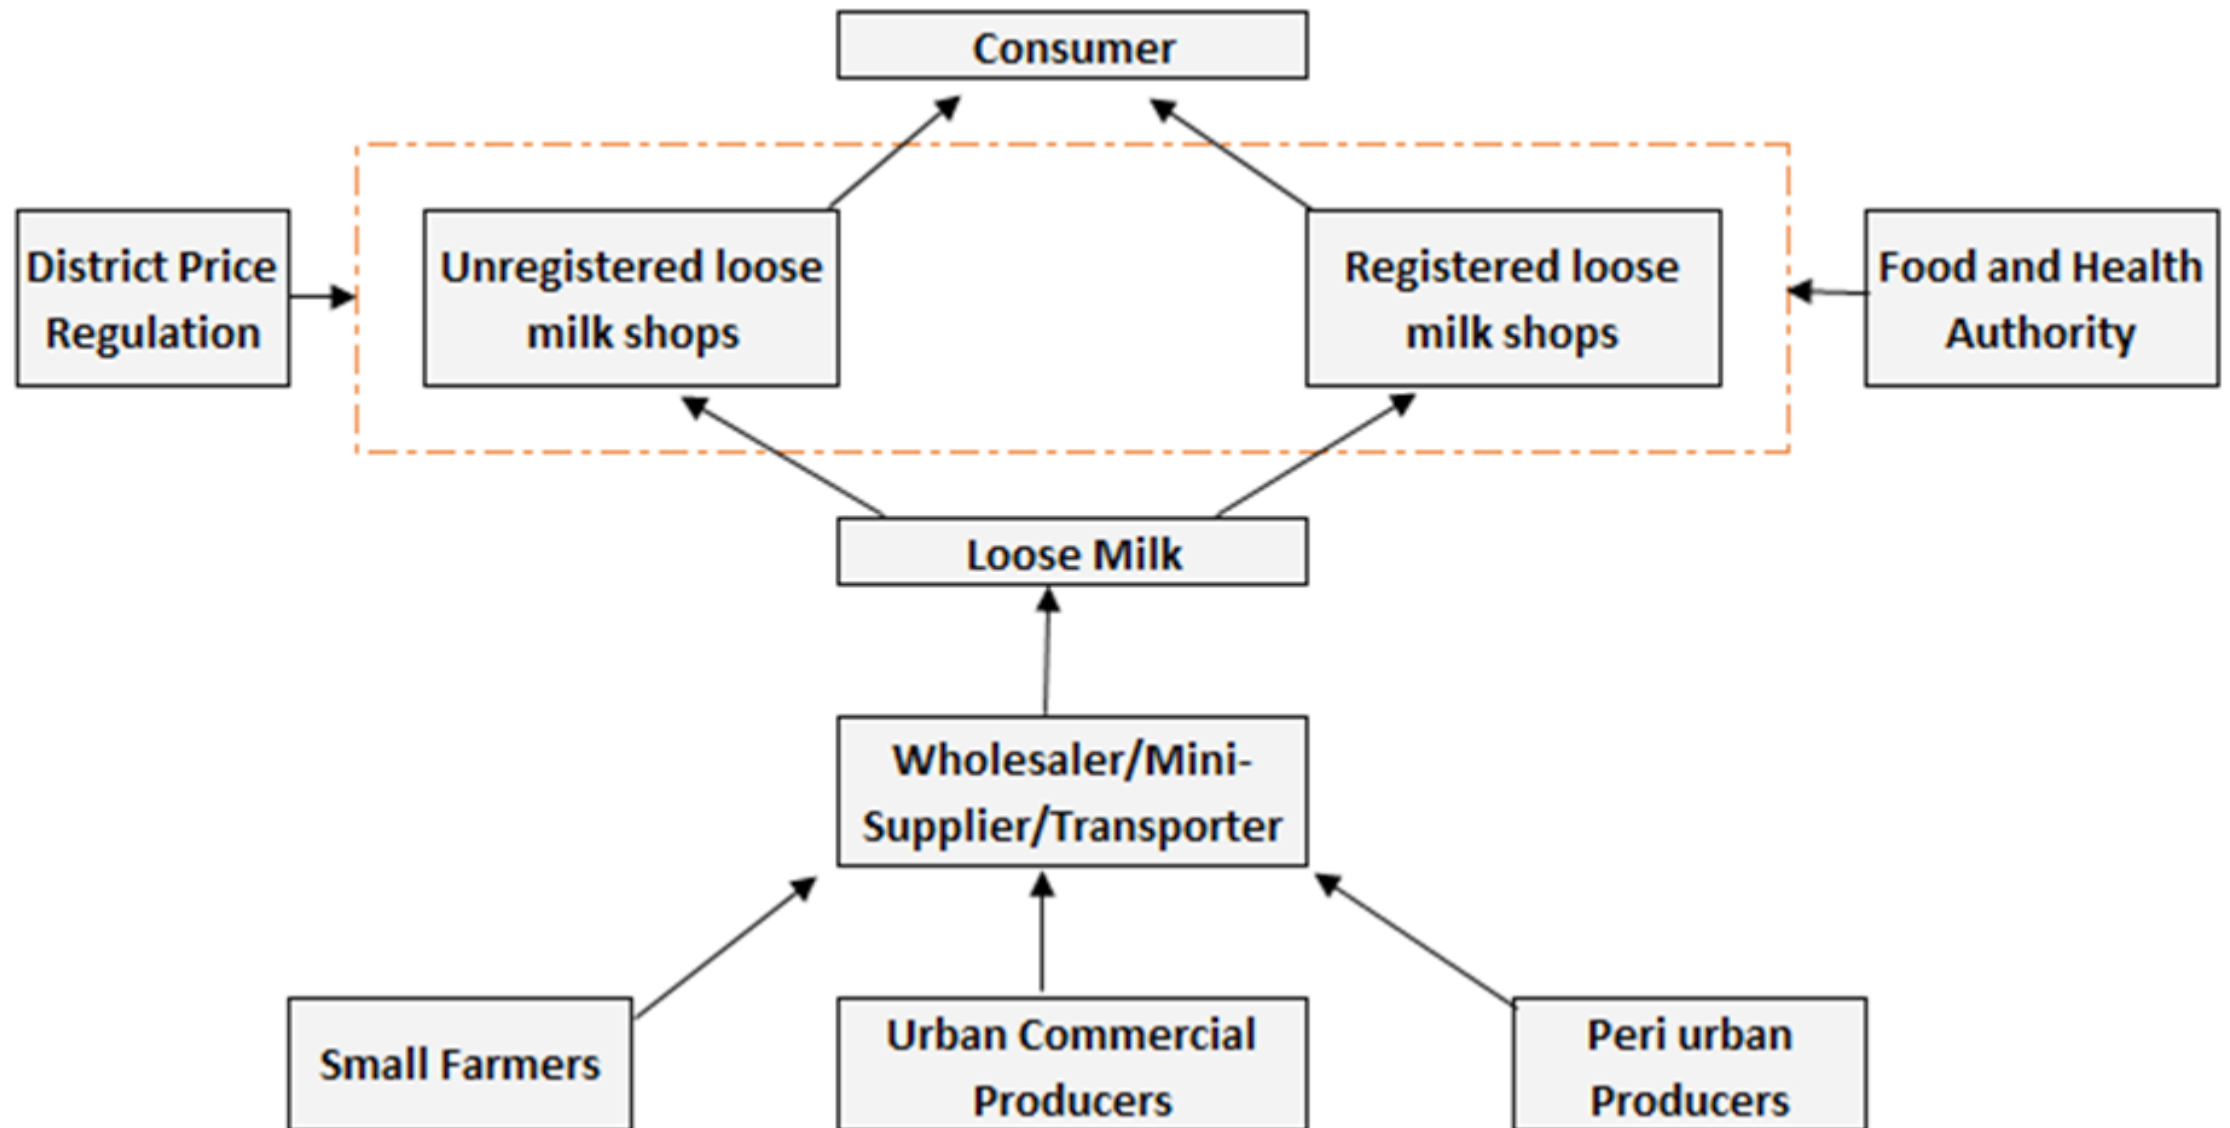 Consumer
District Price
Regulation
Unregistered loose
milk shops
Registered loose
milk shops
Food and Health
Authority
Loose Milk
Wholesaler/Mini-
Supplier/Transporter
Small Farmers
Urban Commercial
Producers
Peri urban
Producers